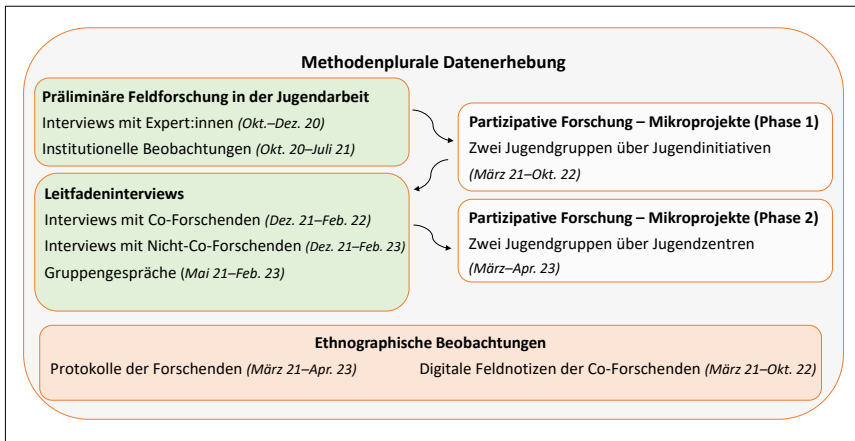 Methodenplurale Datenerhebung
Präliminäre Feldforschung in der Jugendarbeit
Interviews mit Expert:innen (Okt.–Dez. 20)
Institutionelle Beobachtungen (Okt. 20–Juli 21)
Partizipative Forschung – Mikroprojekte (Phase 1)
Zwei Jugendgruppen über Jugendinitiativen
(März 21–Okt. 22)
Leitfadeninterviews
Interviews mit Co-Forschenden (Dez. 21–Feb. 22)
Interviews mit Nicht-Co-Forschenden (Dez. 21–Feb. 23)
Gruppengespräche (Mai 21–Feb. 23)
Partizipative Forschung – Mikroprojekte (Phase 2)
Zwei Jugendgruppen über Jugendzentren
(März–Apr. 23)
Ethnographische Beobachtungen
Protokolle der Forschenden (März 21–Apr. 23)
Digitale Feldnotizen der Co-Forschenden (März 21–Okt. 22)